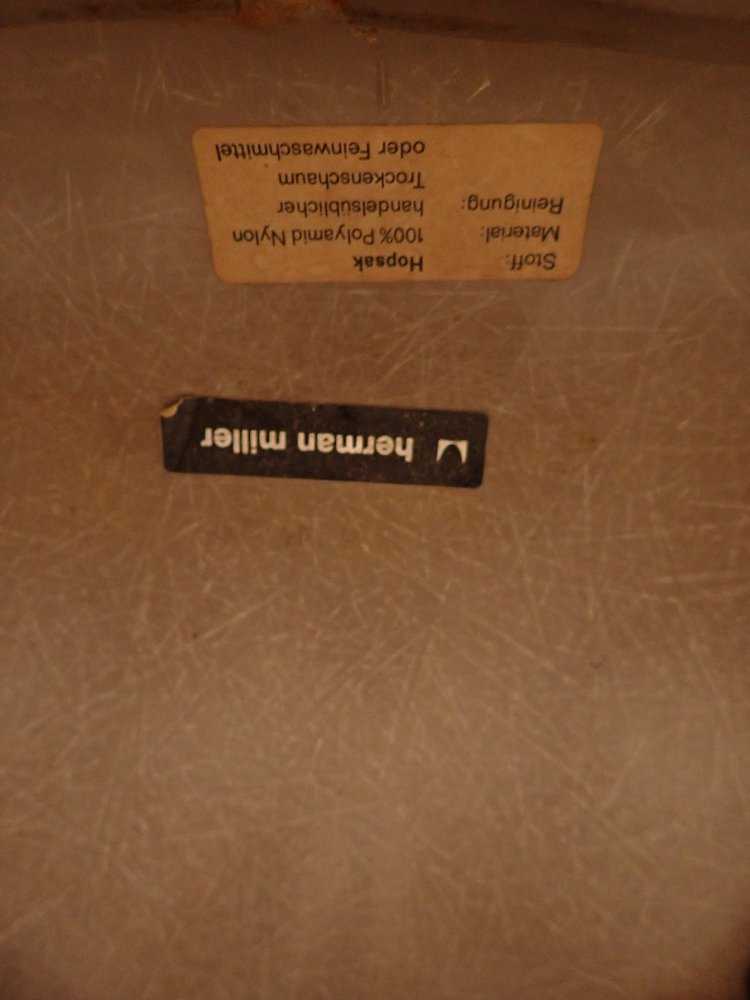 Stoff: Hopsak
Material: 100% Polyamid Nylon
Reinigung: handelsüblicher
Trockenschaum
oder Feinwaschmittel
herman miller